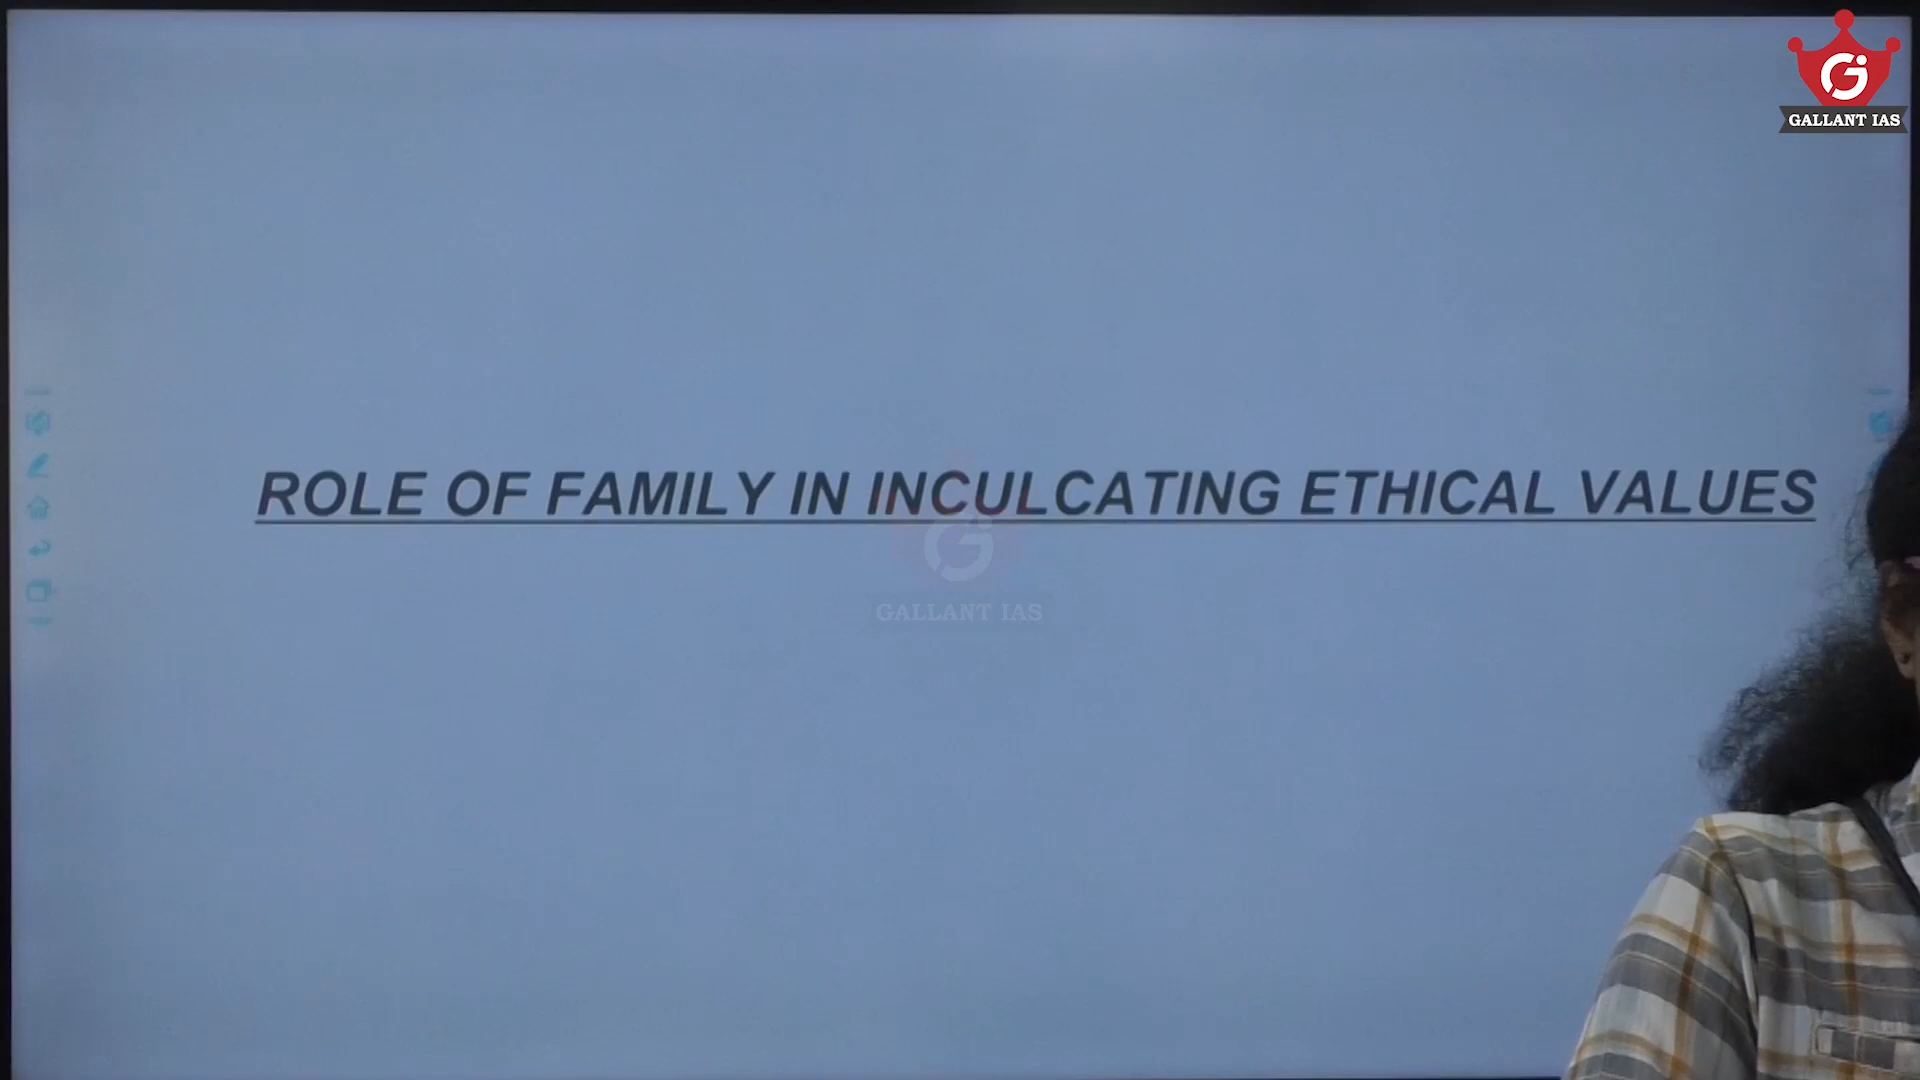 GALLANT IAS
ROLE OF FAMILY IN INCULCATING ETHICAL VALUES
GALLANT IAS